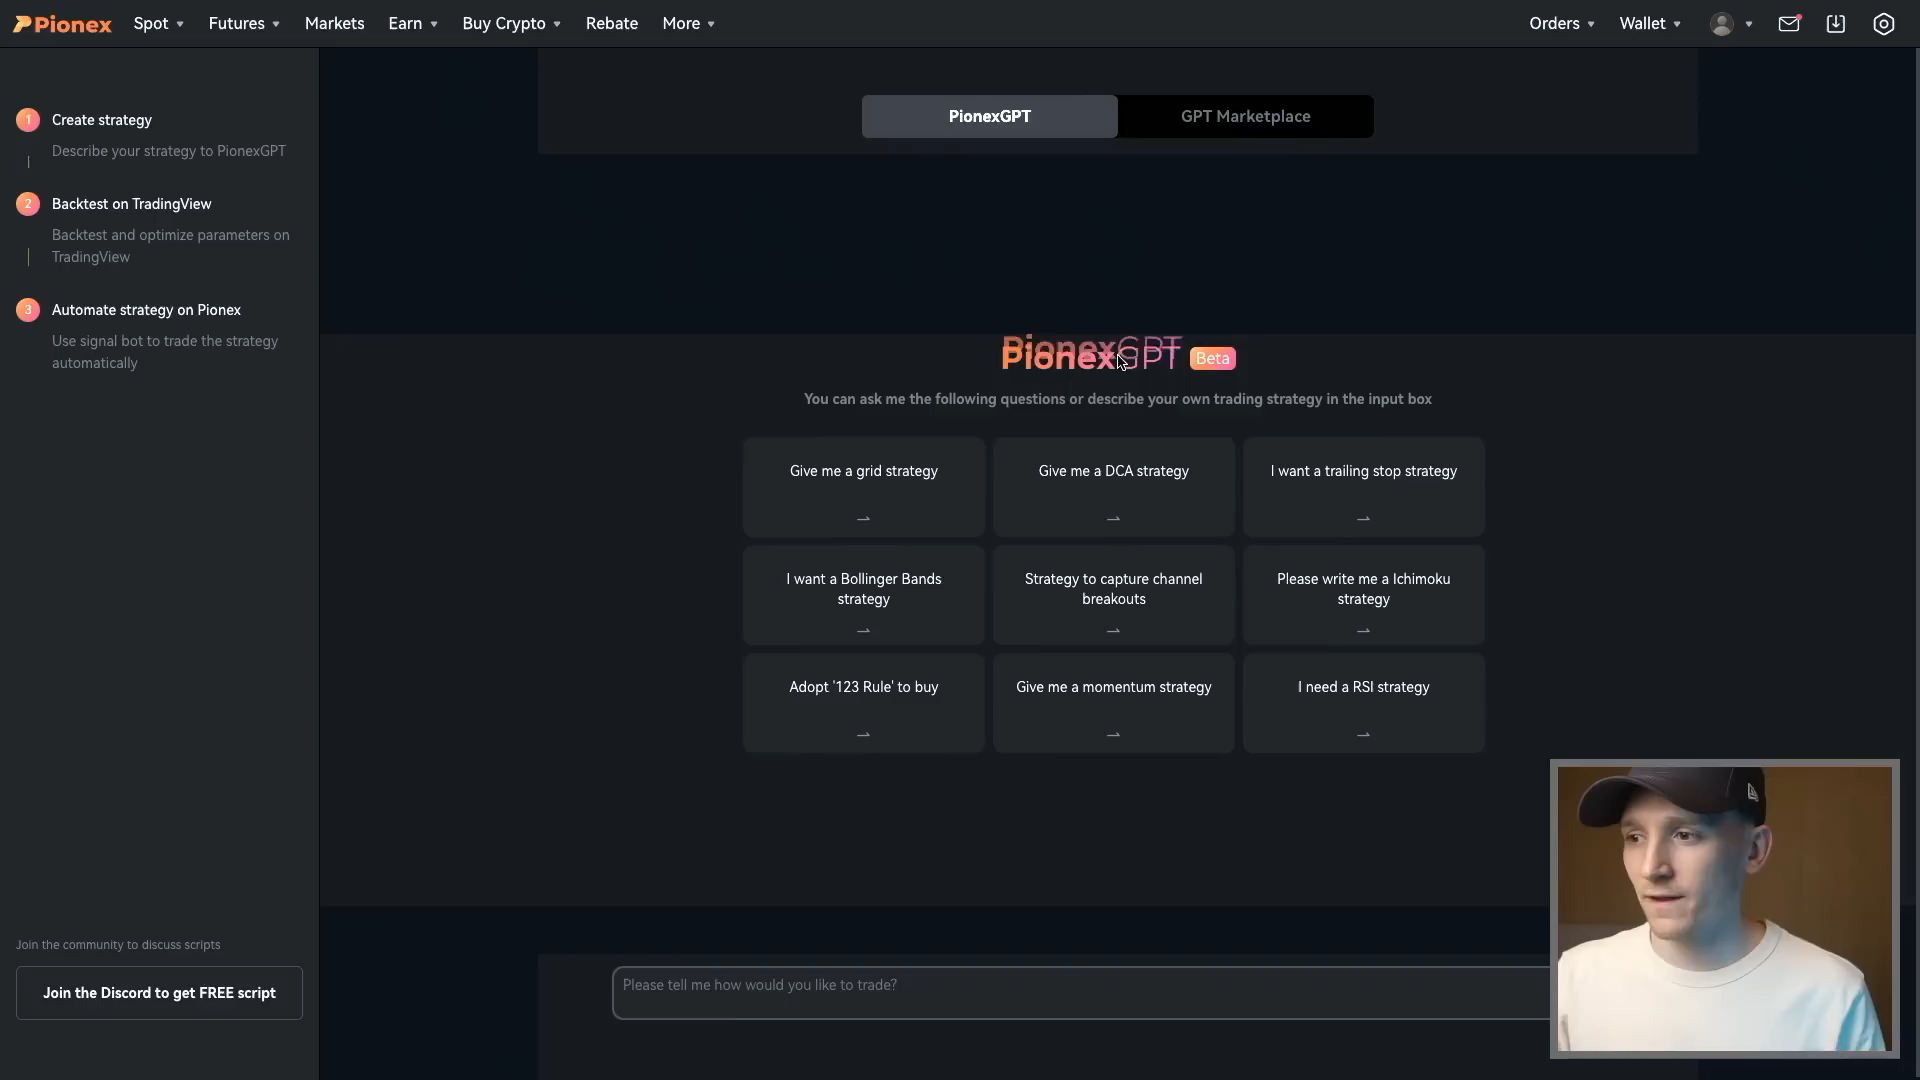 Pionex
Spot
Futures
Markets
Earn
Buy Crypto
Rebate
More
Orders
Wallet
1
Create strategy
Describe your strategy to PionexGPT
2
Backtest on TradingView
Backtest and optimize parameters on
TradingView
3
Automate strategy on Pionex
Use signal bot to trade the strategy
automatically
Join the community to discuss scripts
Join the Discord to get FREE script
PionexGPT
GPT Marketplace
PionexGPT Beta
You can ask me the following questions or describe your own trading strategy in the input box
Give me a grid strategy
Give me a DCA strategy
I want a trailing stop strategy
I want a Bollinger Bands
strategy
Strategy to capture channel
breakouts
Please write me a Ichimoku
strategy
Adopt '123 Rule' to buy
Give me a momentum strategy
I need a RSI strategy
Please tell me how would you like to trade?